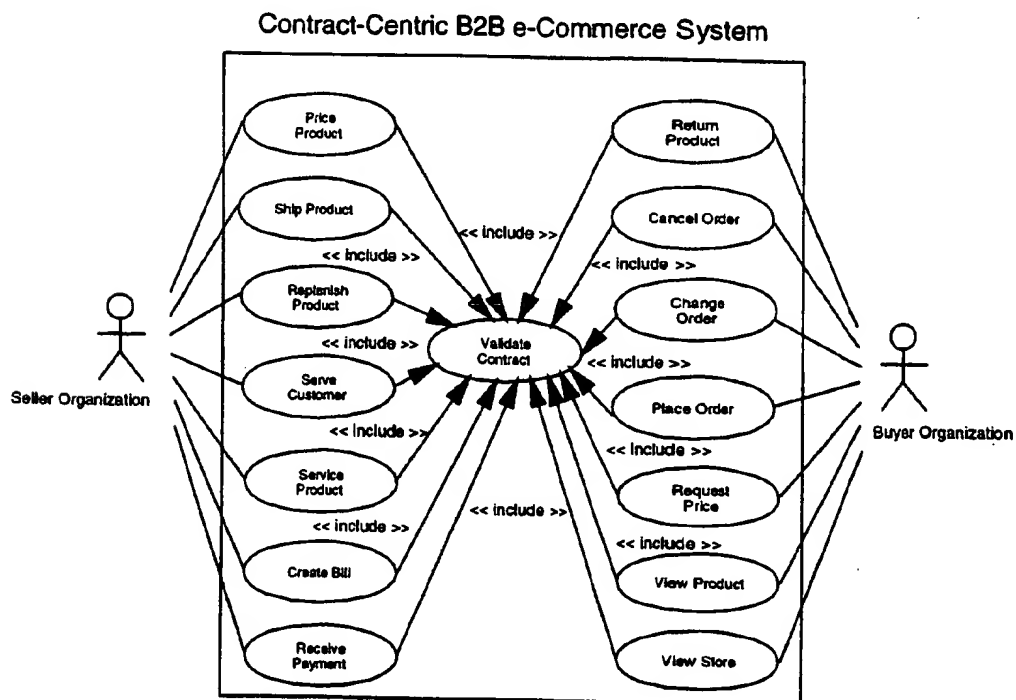 Contract-Centric B2B e-Commerce System
Price
Product
Return
Product
Ship Product
Cancel Order
<< include >>
<< include >>
<< include >>
Replenish
Product
Change
Order
Validate
Contract
<< include >>
<< include >>
Serve
Customer
Place Order
Seller Organization
Buyer Organization
<< include >>
<< include >>
Service
Product
Request
Price
<< include >>
<< include >>
<< include >>
Create Bill
View Product
Receive
Payment
View Store